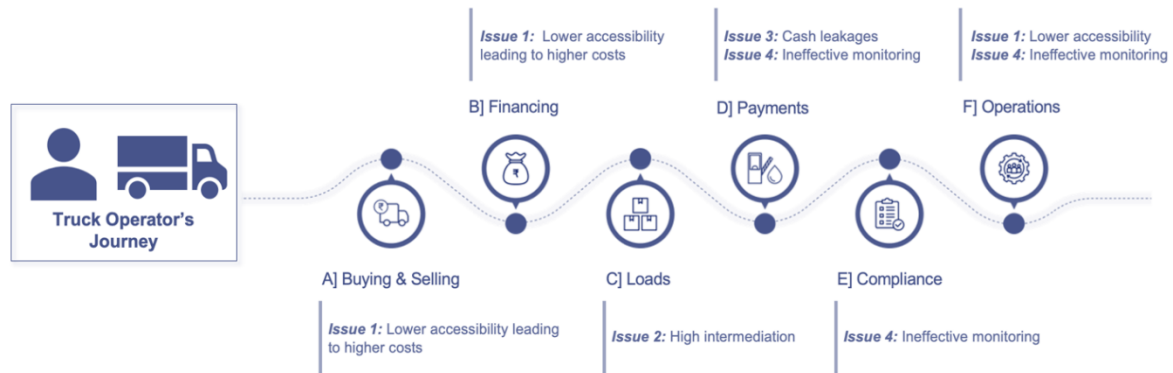 Truck Operator's
Journey
A] Buying & Selling
Issue 1: Lower accessibility leading
to higher costs
Issue 1: Lower accessibility
leading to higher costs
B] Financing
₹
C] Loads
Issue 2: High intermediation
Issue 3: Cash leakages
Issue 4: Ineffective monitoring
D] Payments
E] Compliance
Issue 4: Ineffective monitoring
Issue 1: Lower accessibility
Issue 4: Ineffective monitoring
F] Operations
₹